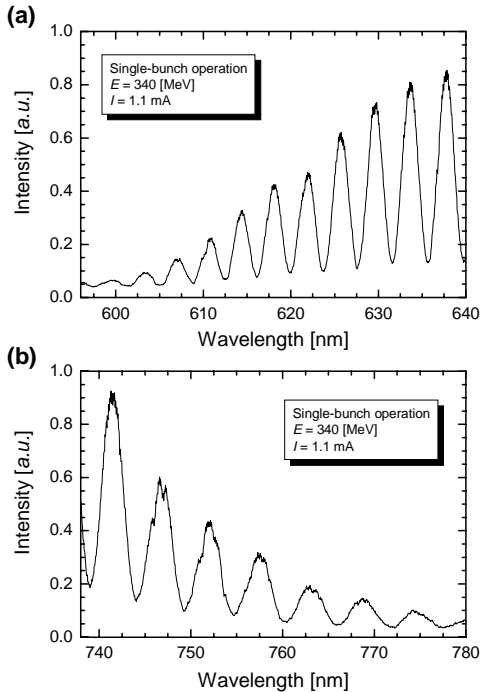 (a)
1.0
0.8
0.6
0.4
0.2
0.0
Intensity [a.u.]
Single-bunch operation
E = 340 [MeV]
I = 1.1 mA
600 610 620 630 640
Wavelength [nm]
(b)
1.0
0.8
0.6
0.4
0.2
0.0
Intensity [a.u.]
Single-bunch operation
E = 340 [MeV]
I = 1.1 mA
740 750 760 770 780
Wavelength [nm]